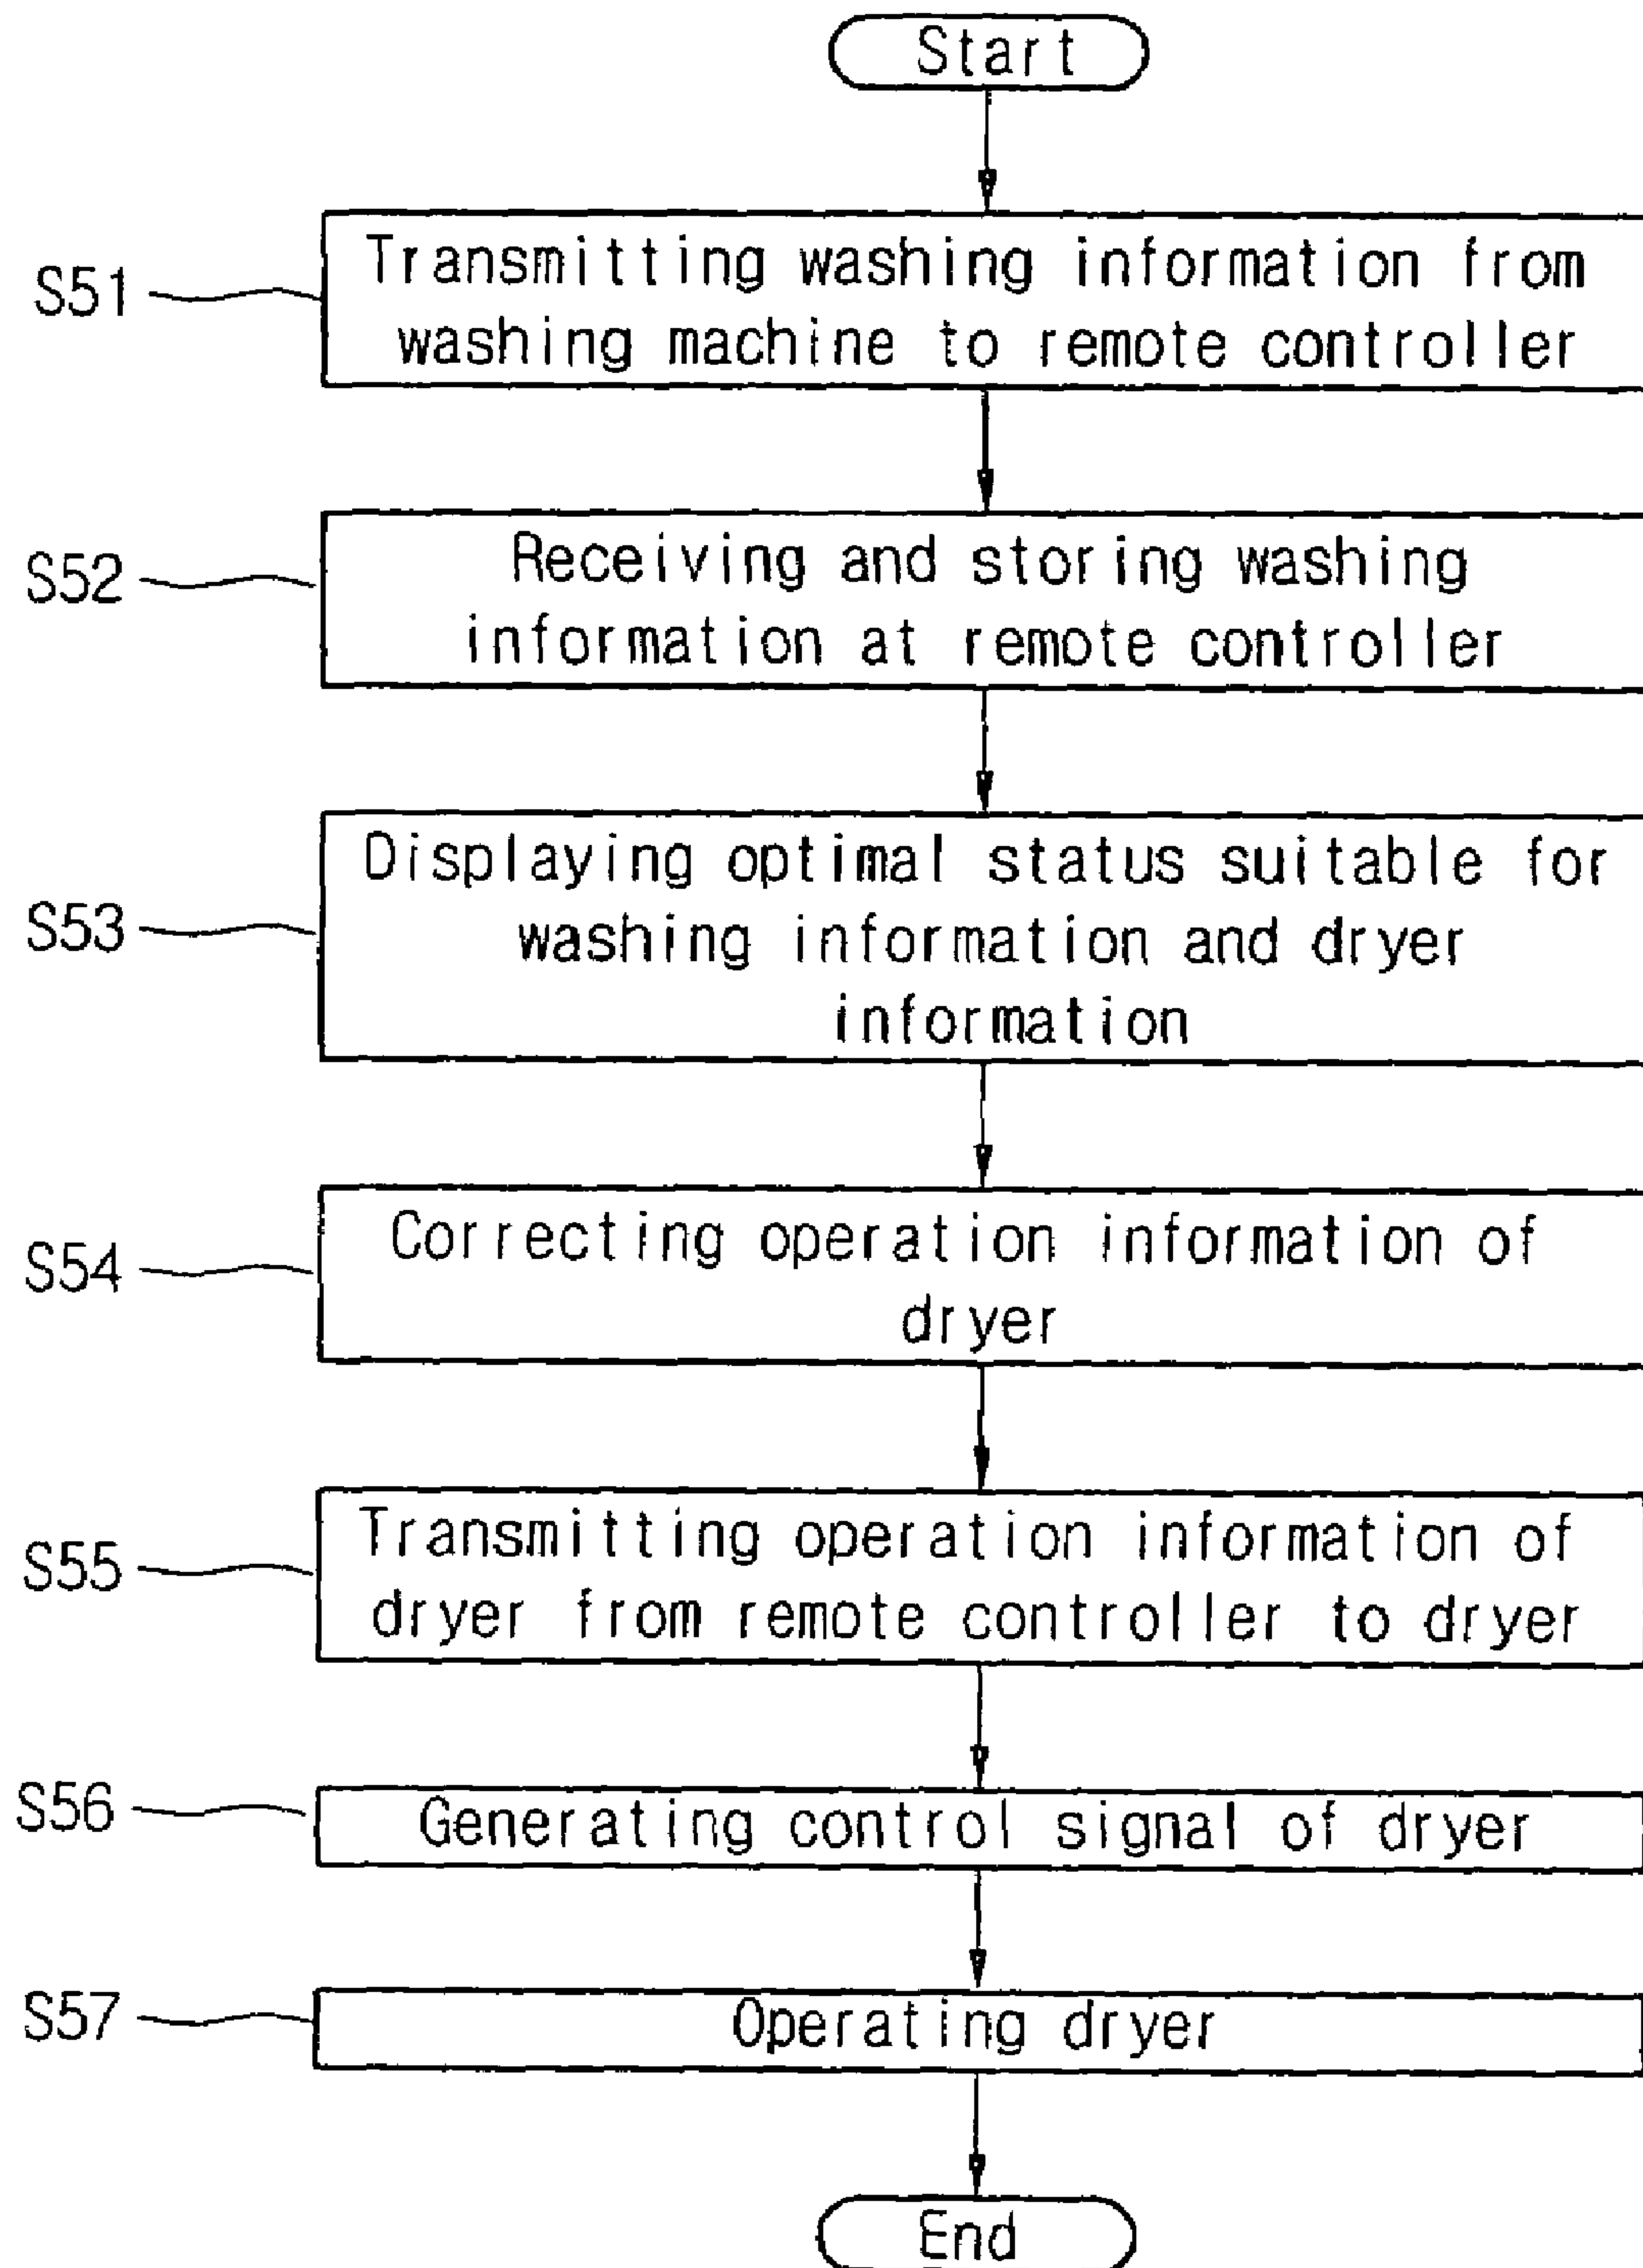 Start
S51
Transmitting washing information from
washing machine to remote controller
S52
Receiving and storing washing
information at remote controller
S53
Displaying optimal status suitable for
washing information and dryer
information
S54
Correcting operation information of
dryer
S55
Transmitting operation information of
dryer from remote controller to dryer
S56
Generating control signal of dryer
S57
Operating dryer
End